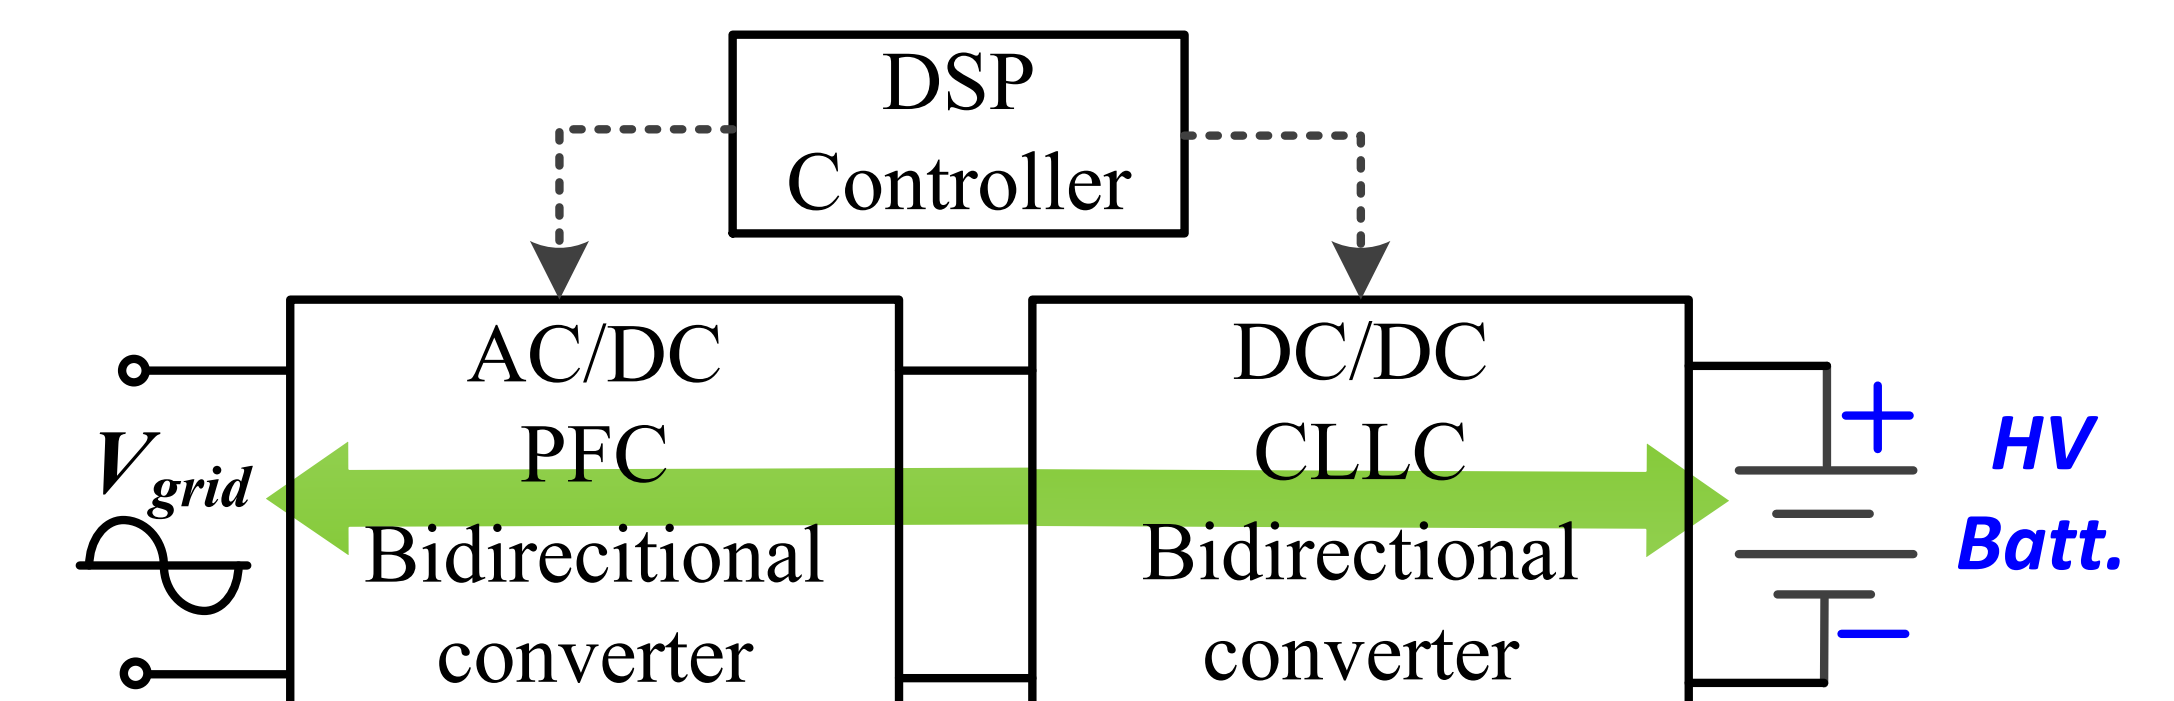 DSP
Controller
AC/DC
PFC
Bidirecitional
converter
DC/DC
CLLC
Bidirectional
converter
Vgrid
+
HV
Batt.
−